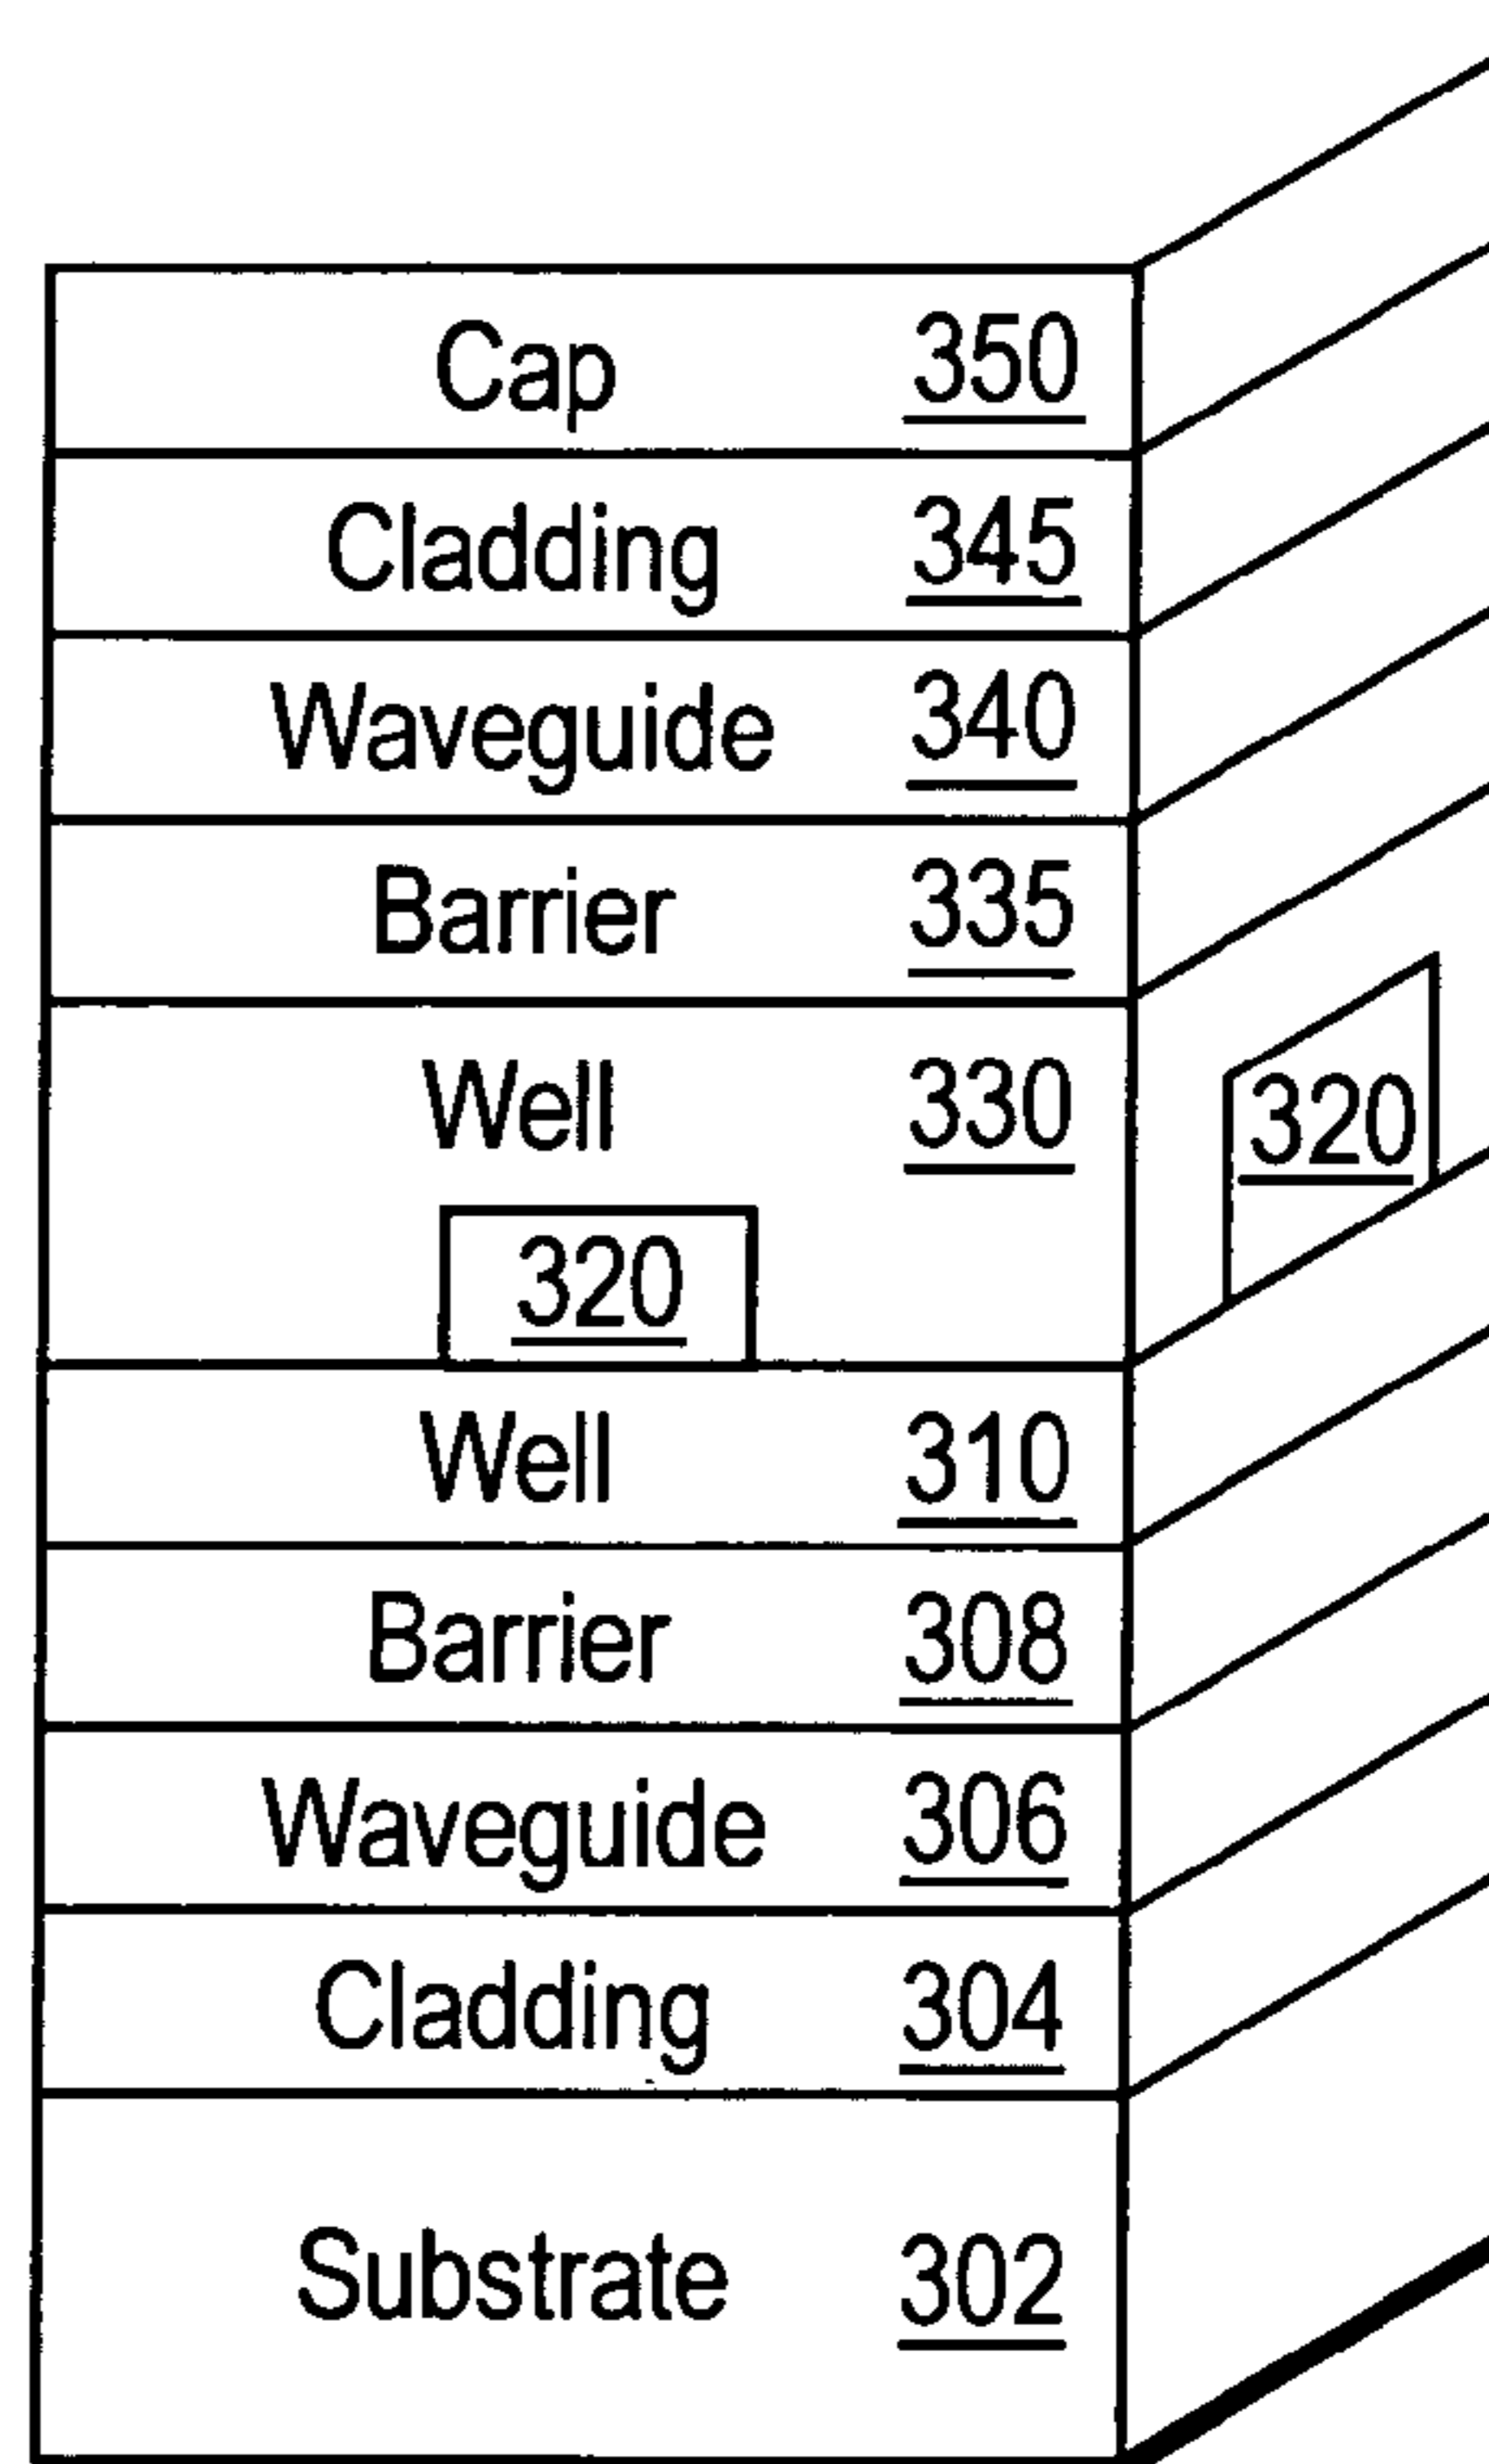 Cap 350
Cladding 345
Waveguide 340
Barrier 335
Well 330
320
320
Well 310
Barrier 308
Waveguide 306
Cladding 304
Substrate 302